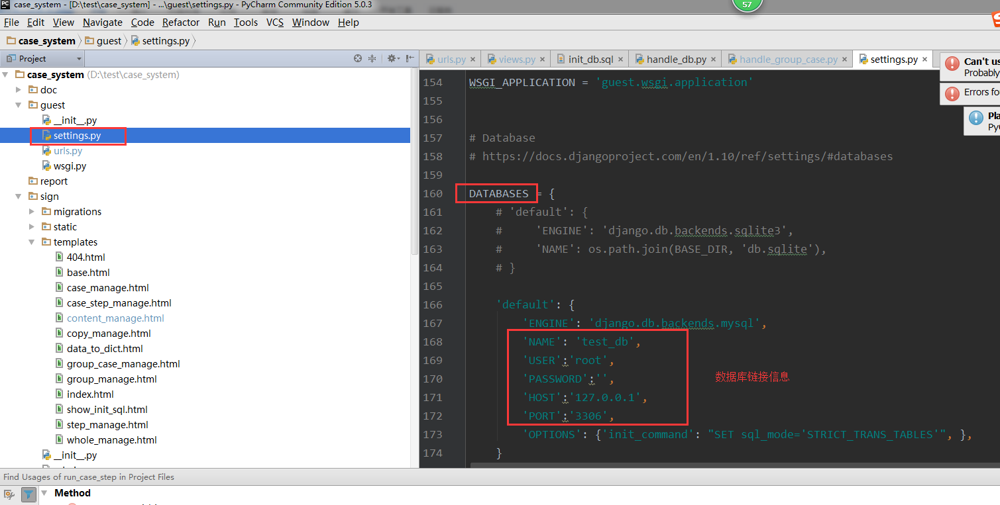 case_system - [D:\test\case_system] - ...\guest\settings.py - PyCharm Community Edition 5.0.3
57
File Edit View Navigate Code Refactor Run Tools VCS Window Help
case_system guest settings.py
Project
urls.py × views.py × init_db.sql × handle_db.py × handle_group_case.py × settings.py ×
Can't us
Probably
Errors fo
Pla
PyC
case_system (D:\test\case_system)
doc
guest
__init__.py
settings.py
urls.py
wsgi.py
report
sign
migrations
static
templates
404.html
base.html
case_manage.html
case_step_manage.html
content_manage.html
copy_manage.html
data_to_dict.html
group_case_manage.html
group_manage.html
index.html
show_init_sql.html
step_manage.html
whole_manage.html
__init__.py
154 WSGI_APPLICATION = 'guest.wsgi.application'
155
156
157 # Database
158 # https://docs.djangoproject.com/en/1.10/ref/settings/#databases
159
160 DATABASES = {
161 # 'default': {
162 #     'ENGINE': 'django.db.backends.sqlite3',
163 #     'NAME': os.path.join(BASE_DIR, 'db.sqlite'),
164 # }
165
166 'default': {
167 'ENGINE': 'django.db.backends.mysql',
168 'NAME': 'test_db',
169 'USER':'root',
170 'PASSWORD':'',
171 'HOST':'127.0.0.1',
172 'PORT':'3306',
173 'OPTIONS': {'init_command': "SET sql_mode='STRICT_TRANS_TABLES'", },
174 }
数据库链接信息
Find Usages of run_case_step in Project Files
Method